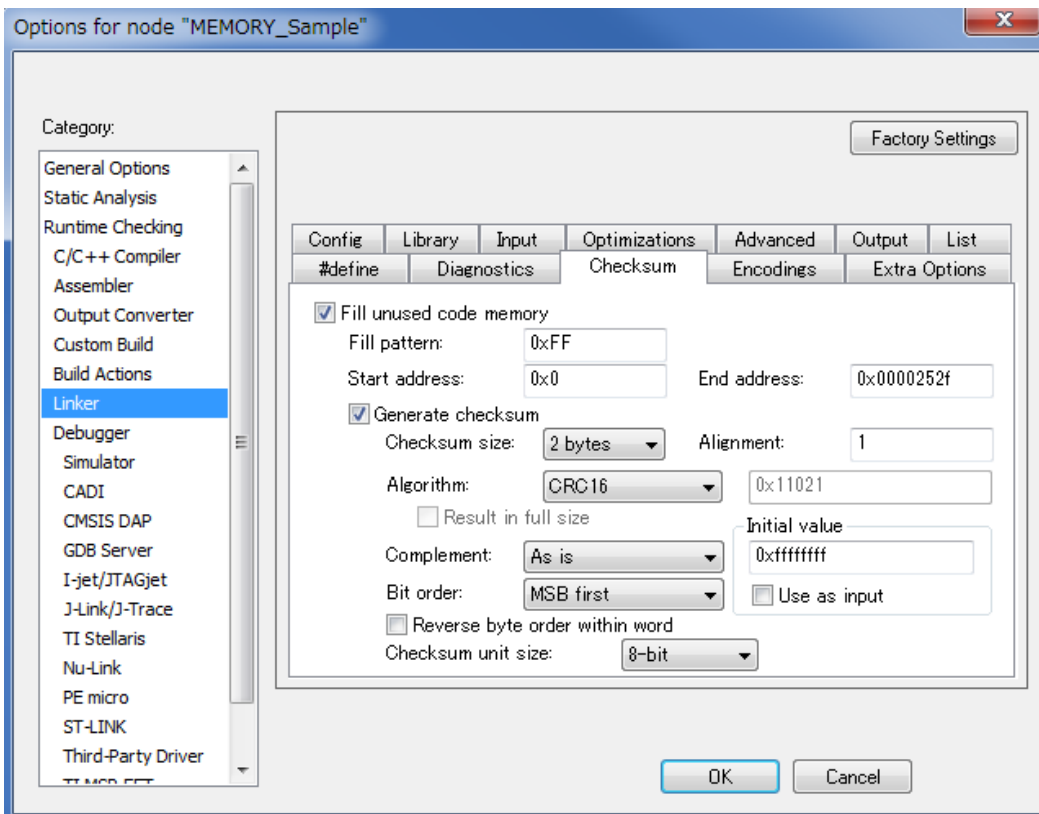 Options for node "MEMORY_Sample"
Category:
General Options
Static Analysis
Runtime Checking
C/C++ Compiler
Assembler
Output Converter
Custom Build
Build Actions
Linker
Debugger
Simulator
CADI
CMSIS DAP
GDB Server
I-jet/JTAGjet
J-Link/J-Trace
TI Stellaris
Nu-Link
PE micro
ST-LINK
Third-Party Driver
Factory Settings
Config Library Input Optimizations Advanced Output List
#define Diagnostics Checksum Encodings Extra Options
Fill unused code memory
Fill pattern: 0xFF
Start address: 0x0 End address: 0x0000252f
Generate checksum
Checksum size: 2 bytes Alignment: 1
Algorithm: CRC16 0x11021
Result in full size
Initial value
Complement: As is 0xffffffff
Bit order: MSB first Use as input
Reverse byte order within word
Checksum unit size: 8-bit
OK Cancel